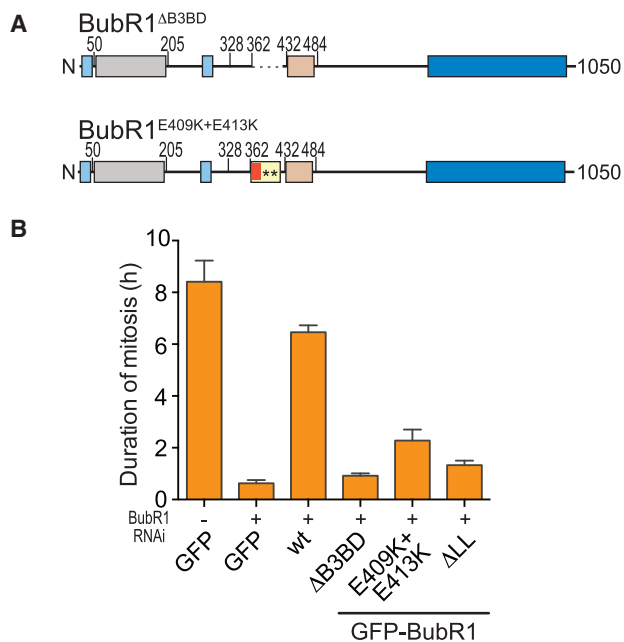 A
BubR1ΔB3BD
50 205 328 362 432 484
N 1050
BubR1E409K+E413K
50 205 328 362 432 484
** 
N 1050
B
Duration of mitosis (h)
10
8
6
4
2
0
BubR1 RNAi - + + + + +
GFP GFP wt ΔB3BD E409K+ E413K ΔLL
GFP-BubR1